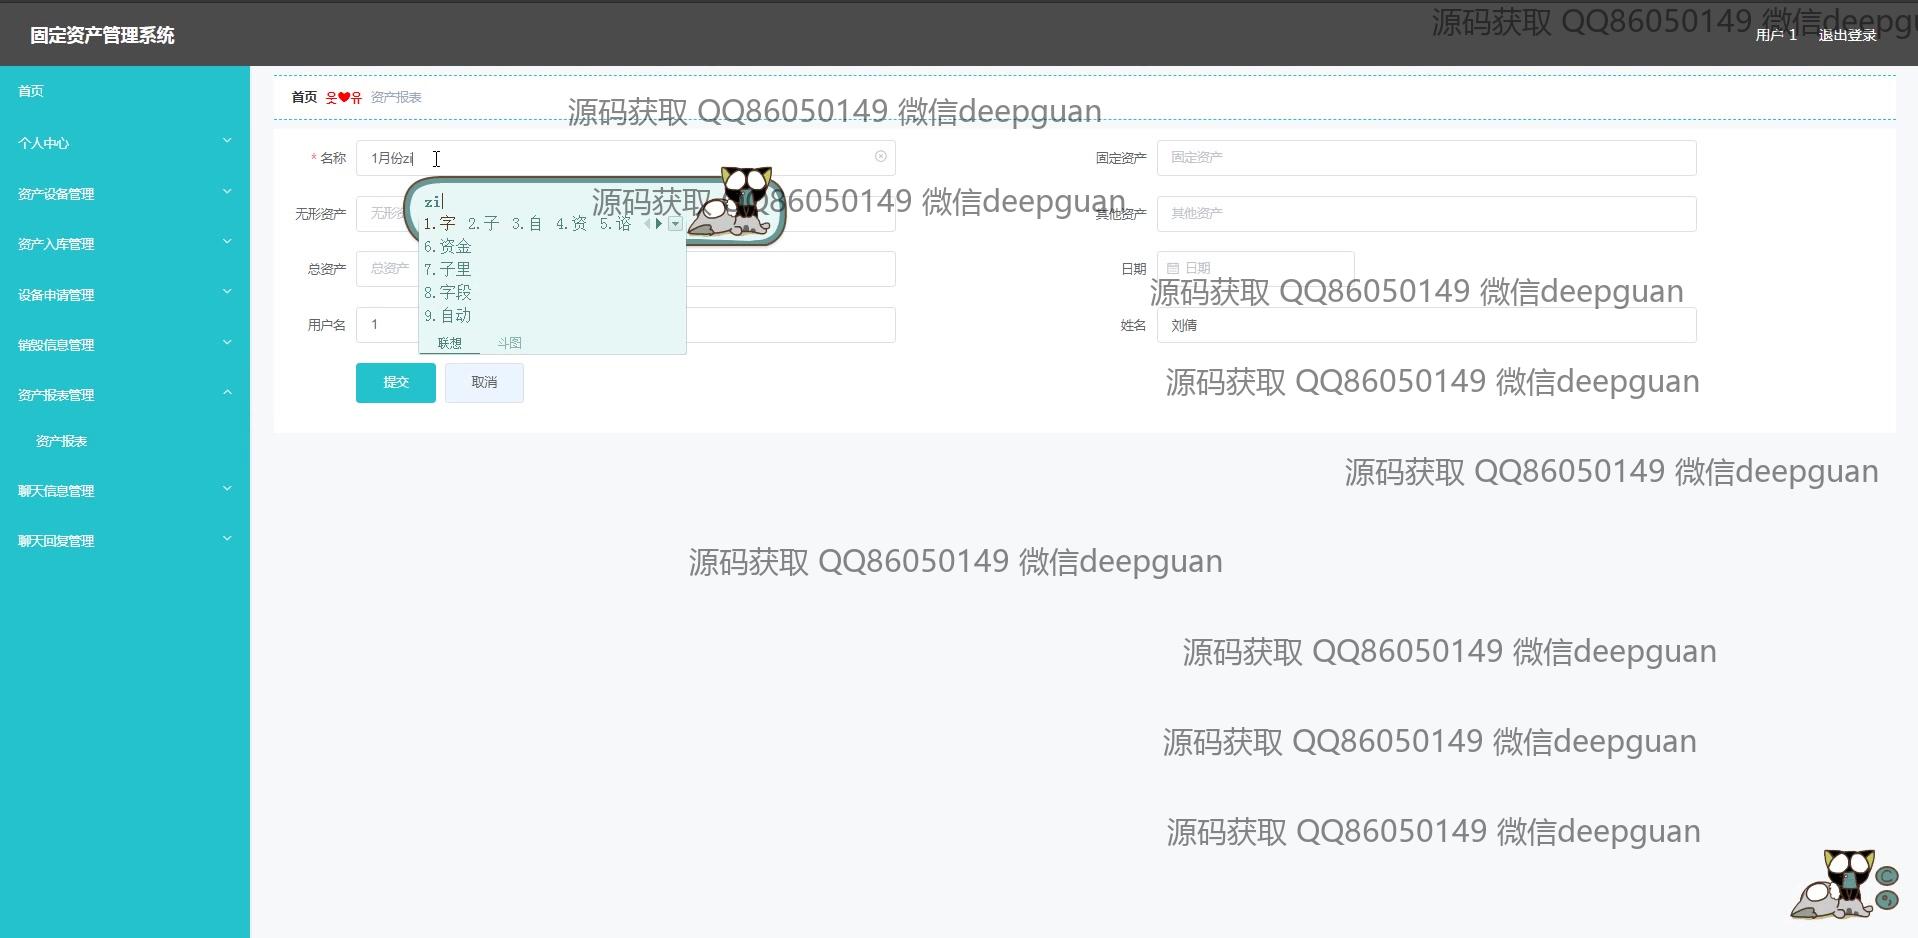 固定资产管理系统
源码获取 QQ86050149 微信deepgu
用户 1 退出登录
首页
个人中心
资产设备管理
资产入库管理
设备申请管理
销毁信息管理
资产报表管理
资产报表
聊天信息管理
聊天回复管理
首页 웃❤유 资产报表
源码获取 QQ86050149 微信deepguan
* 名称 1月份zi
固定资产 固定资产
源码获取 QQ86050149 微信deepguan
无形资产 无形
其他资产 其他资产
zi
1.字 2.子 3.自 4.资 5.谘
6.资金
7.子里
8.字段
9.自动
联想 斗图
总资产 总资产
日期 日期
源码获取 QQ86050149 微信deepguan
用户名 1
姓名 刘倩
提交 取消
源码获取 QQ86050149 微信deepguan
源码获取 QQ86050149 微信deepguan
源码获取 QQ86050149 微信deepguan
源码获取 QQ86050149 微信deepguan
源码获取 QQ86050149 微信deepguan
源码获取 QQ86050149 微信deepguan